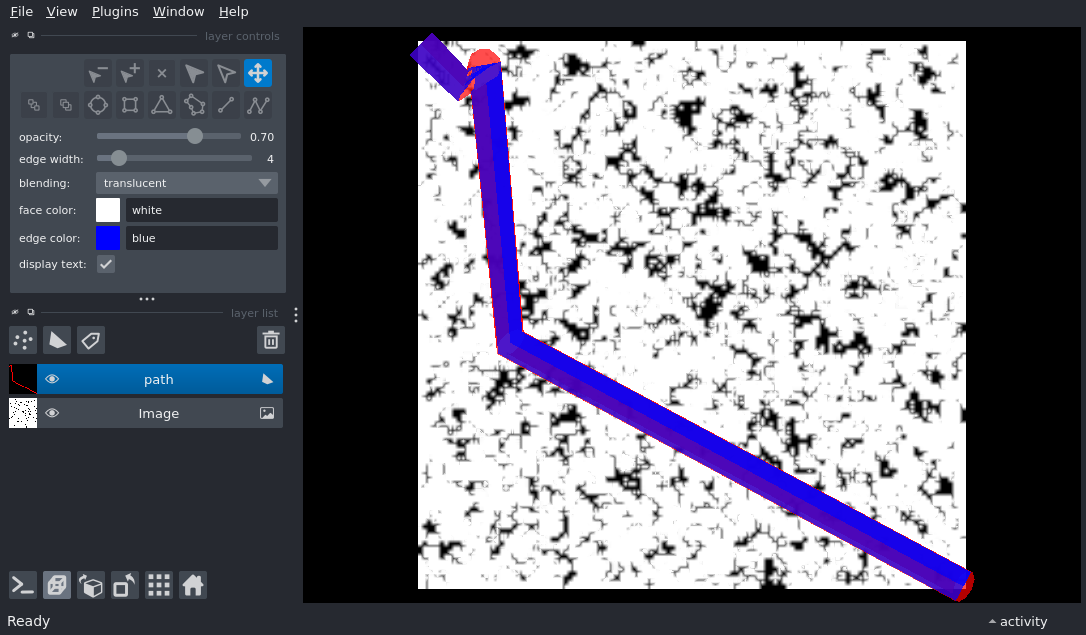 File View Plugins Window Help
layer controls
opacity: 0.70
edge width: 4
blending: translucent
face color: white
edge color: blue
display text:
layer list
path
Image
Ready activity